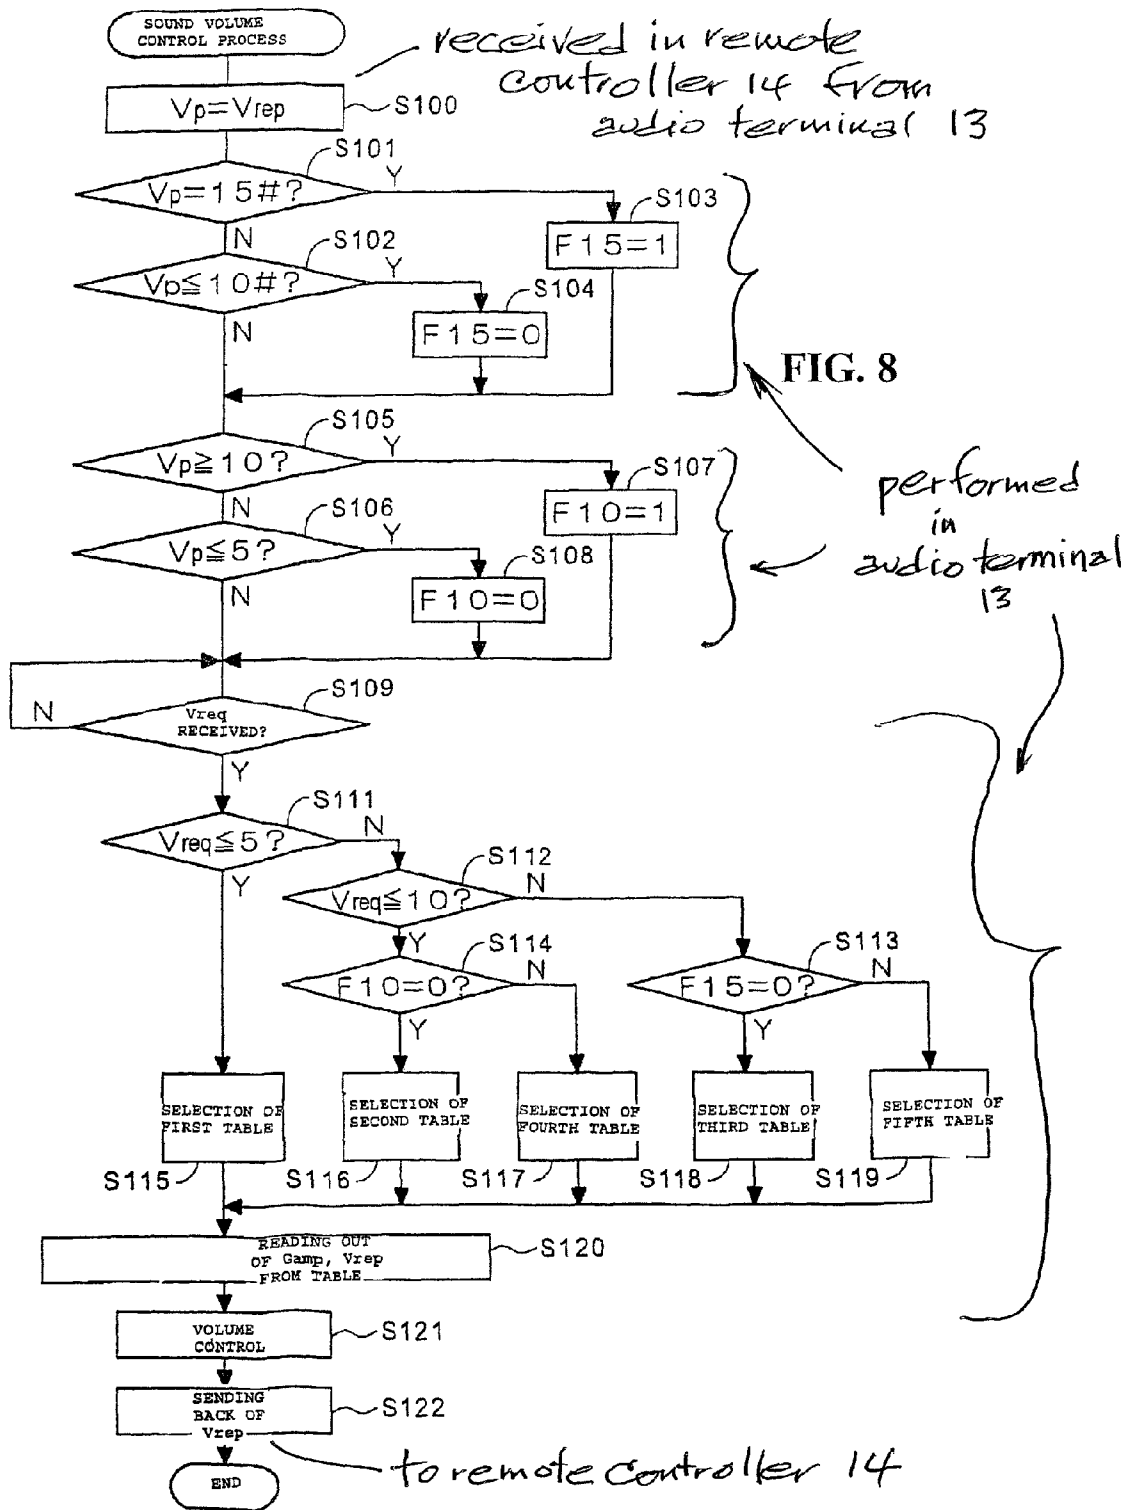 SOUND VOLUME
CONTROL PROCESS
received in remote
controller 14 from
audio terminal 13
Vp=Vrep
S100
S101
Vp=15#?
Y
N
S103
F15=1
S102
Vp≦10#?
Y
N
S104
F15=0
FIG. 8
S105
Vp≧10?
Y
N
S107
F10=1
S106
Vp≦5?
Y
N
S108
F10=0
performed
in
audio terminal
13
S109
Vreq
RECEIVED?
N
Y
S111
Vreq≦5?
N
Y
S112
Vreq≦10?
N
Y
S114
F10=0?
N
Y
S113
F15=0?
N
Y
SELECTION OF
FIRST TABLE
SELECTION OF
SECOND TABLE
SELECTION OF
FOURTH TABLE
SELECTION OF
THIRD TABLE
SELECTION OF
FIFTH TABLE
S115
S116
S117
S118
S119
READING OUT
OF Gamp, Vrep
FROM TABLE
S120
VOLUME
CONTROL
S121
SENDING
BACK OF
Vrep
S122
to remote controller 14
END